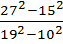 27² − 15²
19² − 10²